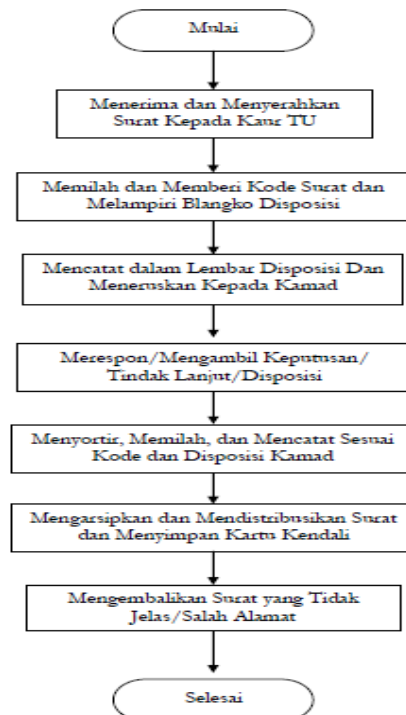 Mulai
Menerima dan Menyerahkan
Surat Kepada Kaur TU
Memilah dan Memberi Kode Surat dan
Melampiri Blangko Disposisi
Mencatat dalam Lembar Disposisi Dan
Meneruskan Kepada Kamad
Merespon/Mengambil Keputusan/
Tindak Lanjut/Disposisi
Menyortir, Memilah, dan Mencatat Sesuai
Kode dan Disposisi Kamad
Mengarsipkan dan Mendistribusikan Surat
dan Menyimpan Kartu Kendali
Mengembalikan Surat yang Tidak
Jelas/Salah Alamat
Selesai